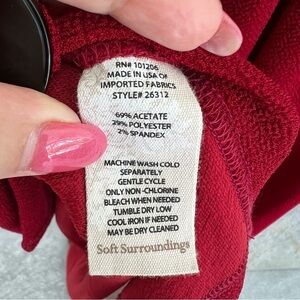 RN# 101206
MADE IN USA OF
IMPORTED FABRICS
STYLE# 26312
69% ACETATE
29% POLYESTER
2% SPANDEX
MACHINE WASH COLD
SEPARATELY
GENTLE CYCLE
ONLY NON-CHLORINE
BLEACH WHEN NEEDED
TUMBLE DRY LOW
COOL IRON IF NEEDED
MAY BE DRY CLEANED
Soft Surroundings